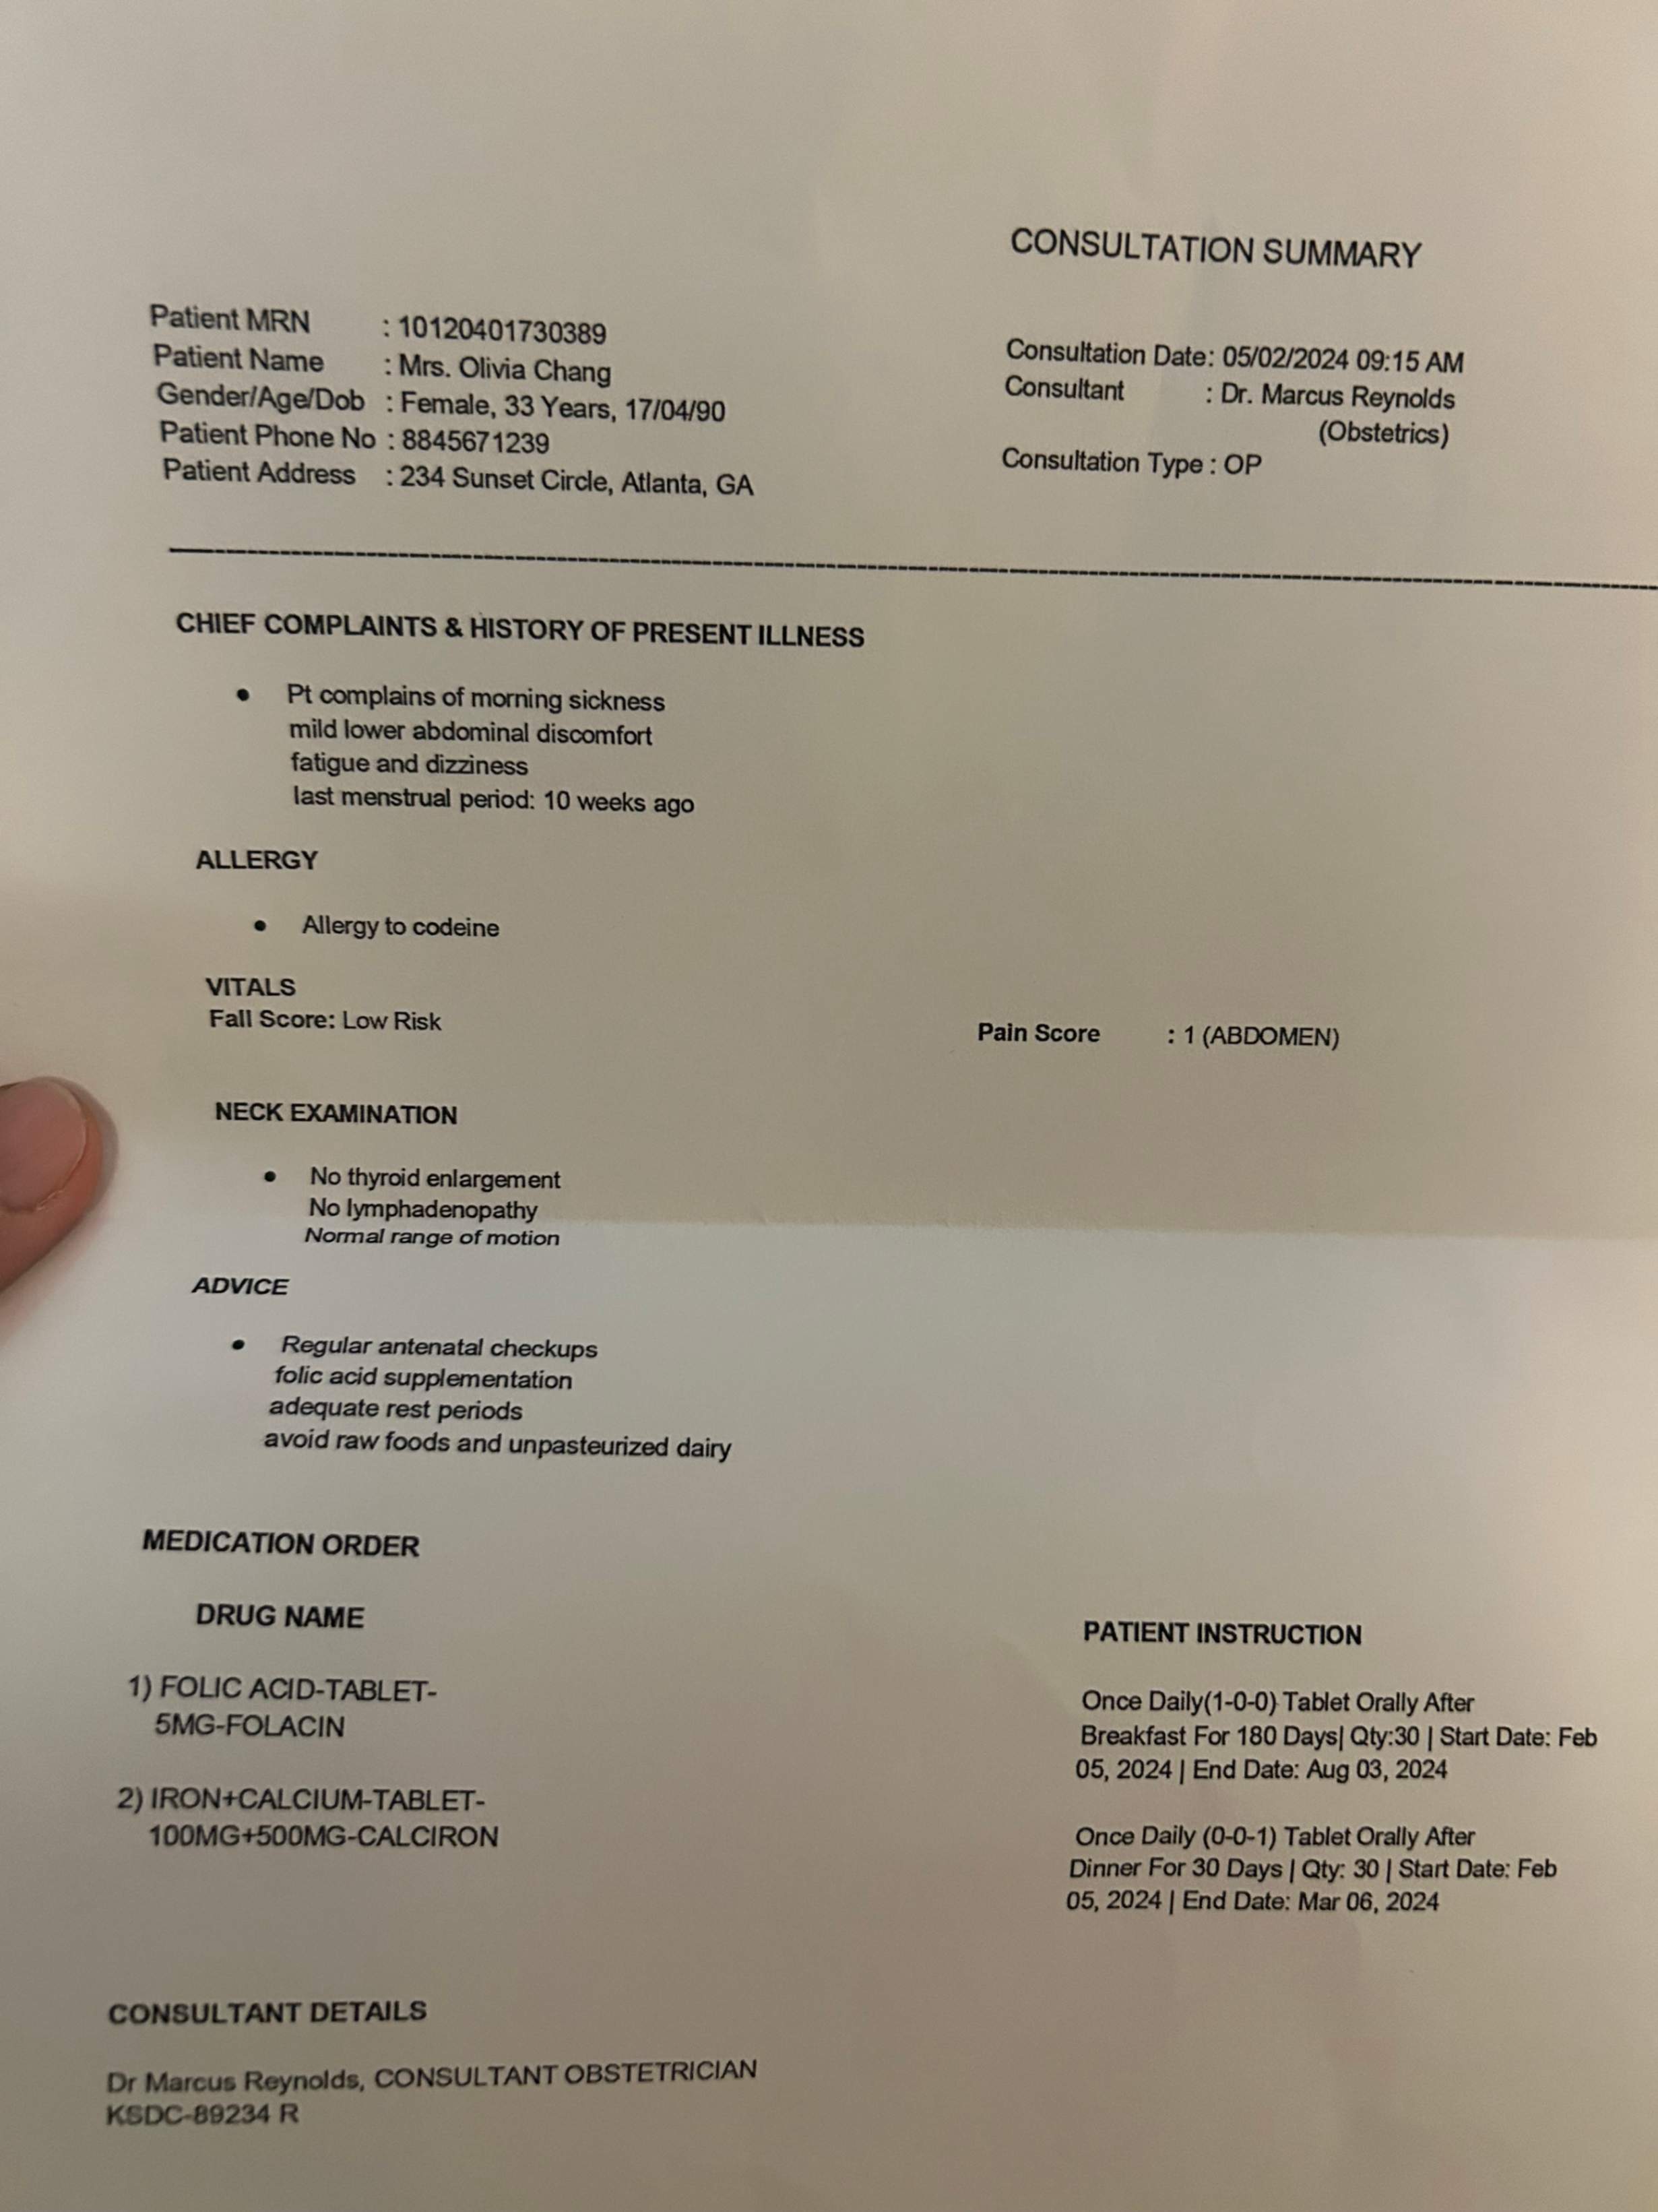 CONSULTATION SUMMARY
Patient MRN : 10120401730389
Patient Name : Mrs. Olivia Chang
Gender/Age/Dob : Female, 33 Years, 17/04/90
Patient Phone No : 8845671239
Patient Address : 234 Sunset Circle, Atlanta, GA
Consultation Date: 05/02/2024 09:15 AM
Consultant : Dr. Marcus Reynolds
(Obstetrics)
Consultation Type : OP
CHIEF COMPLAINTS & HISTORY OF PRESENT ILLNESS
• Pt complains of morning sickness
mild lower abdominal discomfort
fatigue and dizziness
last menstrual period: 10 weeks ago
ALLERGY
• Allergy to codeine
VITALS
Fall Score: Low Risk
Pain Score : 1 (ABDOMEN)
NECK EXAMINATION
• No thyroid enlargement
No lymphadenopathy
Normal range of motion
ADVICE
• Regular antenatal checkups
folic acid supplementation
adequate rest periods
avoid raw foods and unpasteurized dairy
MEDICATION ORDER
DRUG NAME
PATIENT INSTRUCTION
1) FOLIC ACID-TABLET-
5MG-FOLACIN
Once Daily(1-0-0) Tablet Orally After
Breakfast For 180 Days| Qty:30 | Start Date: Feb
05, 2024 | End Date: Aug 03, 2024
2) IRON+CALCIUM-TABLET-
100MG+500MG-CALCIRON
Once Daily (0-0-1) Tablet Orally After
Dinner For 30 Days | Qty: 30 | Start Date: Feb
05, 2024 | End Date: Mar 06, 2024
CONSULTANT DETAILS
Dr Marcus Reynolds, CONSULTANT OBSTETRICIAN
KSDC-89234 R